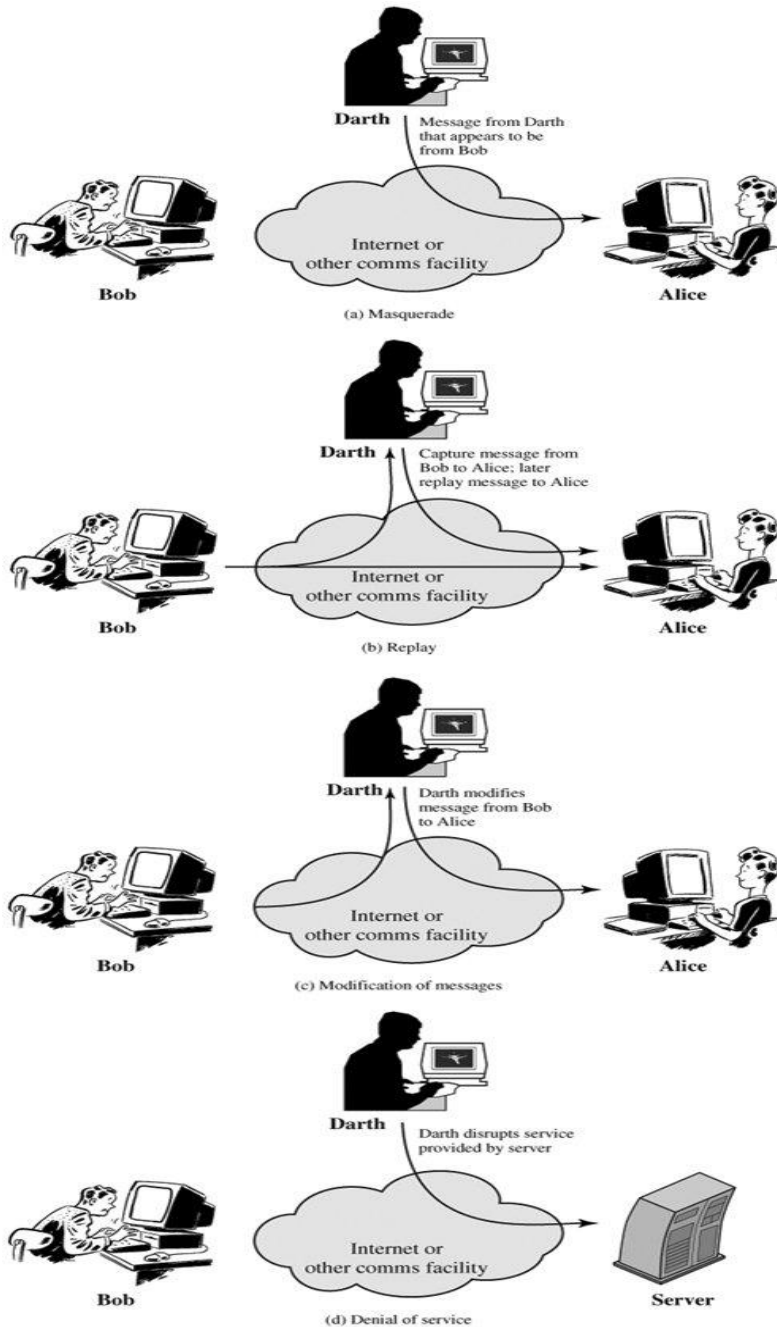 Darth
Message from Darth
that appears to be
from Bob
Internet or
other comms facility
Bob
Alice
(a) Masquerade
Darth
Capture message from
Bob to Alice; later
replay message to Alice
Internet or
other comms facility
Bob
Alice
(b) Replay
Darth
Darth modifies
message from Bob
to Alice
Internet or
other comms facility
Bob
Alice
(c) Modification of messages
Darth
Darth disrupts service
provided by server
Internet or
other comms facility
Bob
Server
(d) Denial of service